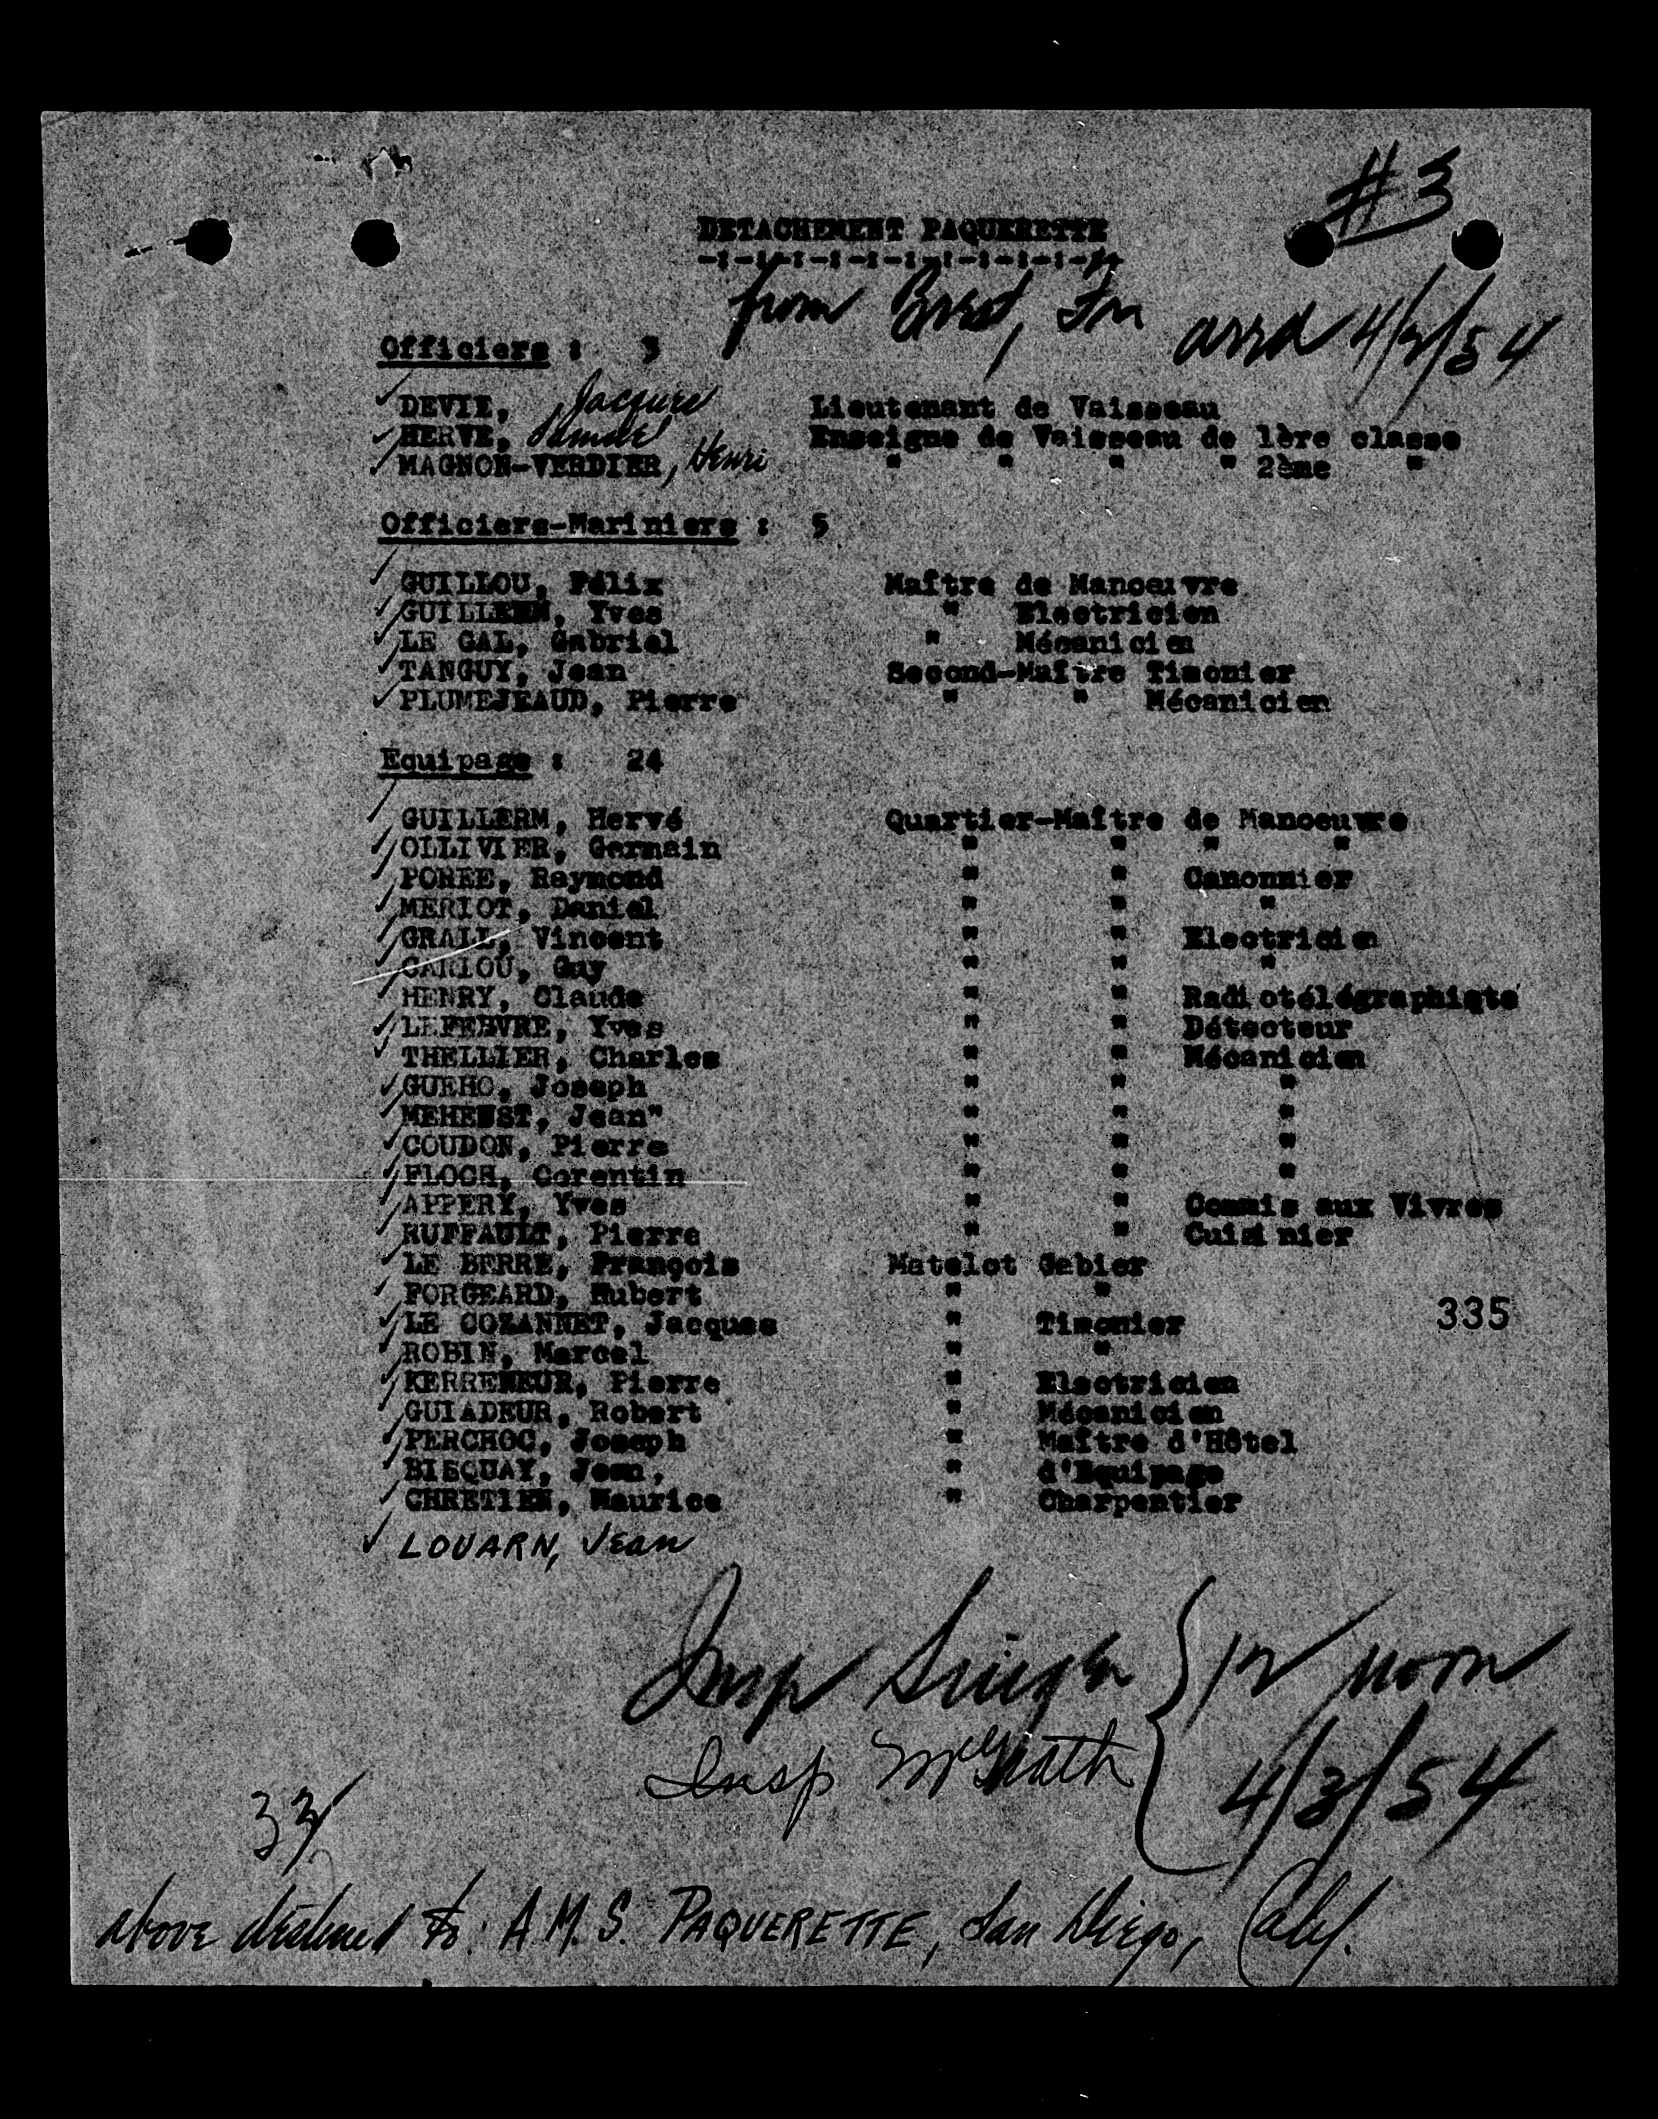 #3
DETACHEMENT PAQUERETTE
-:-:-:-:-:-:-:-:-:-:-:-
from Brest, Fr arrd 4/2/54
Officiers : 3
DEVIE, Jacques Lieutenant de Vaisseau
HERVE, Samuel Enseigne de Vaisseau de 1ère classe
MAGNON-VERDIER, Henri " " " " 2ème "
Officiers-Mariniers : 5
GUILLOU, Félix Maître de Manoeuvre
GUILLERM, Yves " Electricien
LE GAL, Gabriel " Mécanicien
TANGUY, Jean Second-Maître Timonier
PLUMEJEAUD, Pierre " " Mécanicien
Equipage : 24
GUILLERM, Hervé Quartier-Maître de Manoeuvre
OLLIVIER, Germain " " " "
POREE, Raymond " " Canonnier
MERIOT, Daniel " " "
GRALL, Vincent " " Electricien
CARIOU, Guy " " "
HENRY, Claude " " Radiotélégraphiste
LEFEBVRE, Yves " " Détecteur
THELLIER, Charles " " Mécanicien
GUEHO, Joseph " " "
MEHEUST, Jean" " " "
COUDON, Pierre " " "
FLOCH, Corentin " " "
APPERY, Yves " " Commis aux Vivres
RUFFAULT, Pierre " " Cuisinier
LE BERRE, François Matelot Gabier
FORGEARD, Hubert " "
LE COZANNET, Jacques " Timonier
335
ROBIN, Marcel " "
KERRENEUR, Pierre " Electricien
GUIADEUR, Robert " Mécanicien
PERCHOC, Joseph " Maître d'Hôtel
BISQUAY, Jean, " d'Equipage
CHRETIEN, Maurice " Charpentier
LOUARN, Jean
Insp 12 noon
Insp McGrath 4/3/54
33
above destined to: A.M.S. PAQUERETTE, San Diego, Calif.